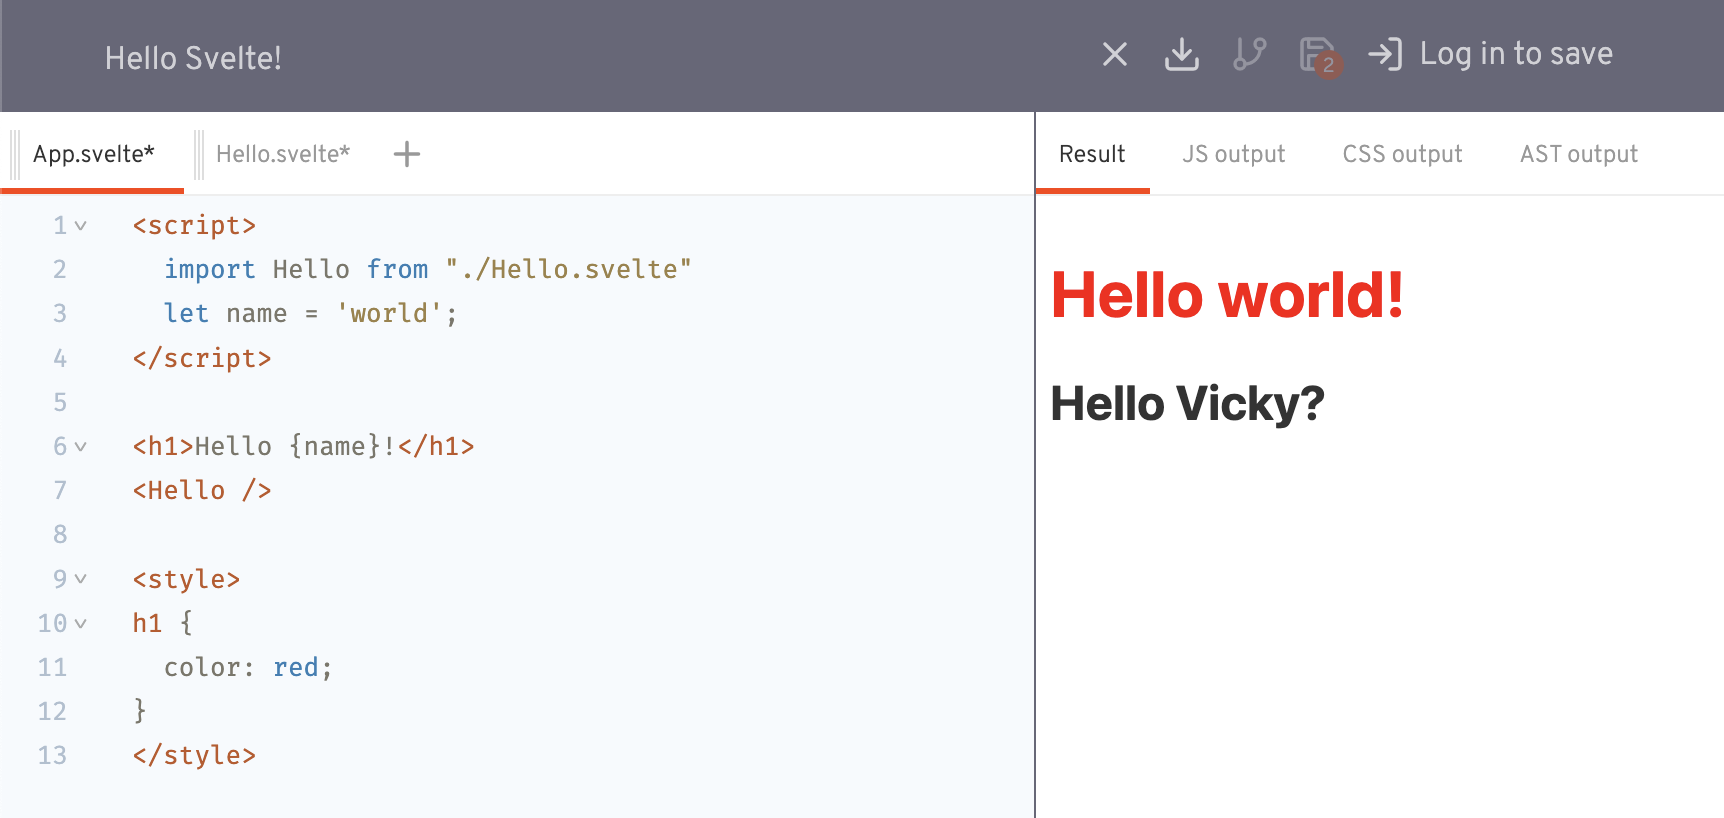 Hello Svelte!
2
Log in to save
App.svelte*
Hello.svelte*
+
Result
JS output
CSS output
AST output
1 <script>
2   import Hello from "./Hello.svelte"
3   let name = 'world';
4 </script>
5
6 <h1>Hello {name}!</h1>
7 <Hello />
8
9 <style>
10 h1 {
11   color: red;
12 }
13 </style>
Hello world!
Hello Vicky?